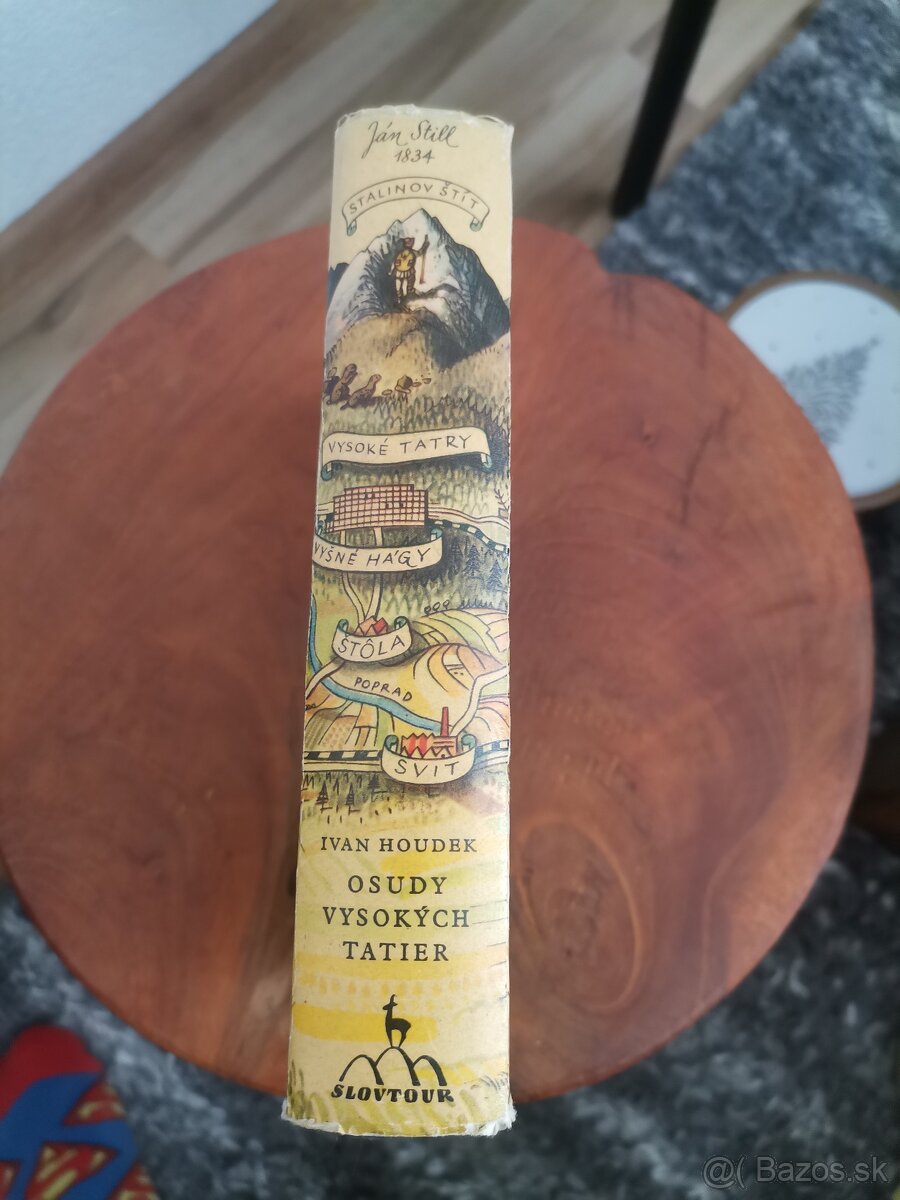 Ján Still
1834
STALINOV ŠTÍT
VYSOKÉ TATRY
VYŠNÉ HÁGY
ŠTÔLA
POPRAD
SVIT
IVAN HOUDEK
OSUDY
VYSOKÝCH
TATIER
SLOVTOUR
@( Bazos.sk